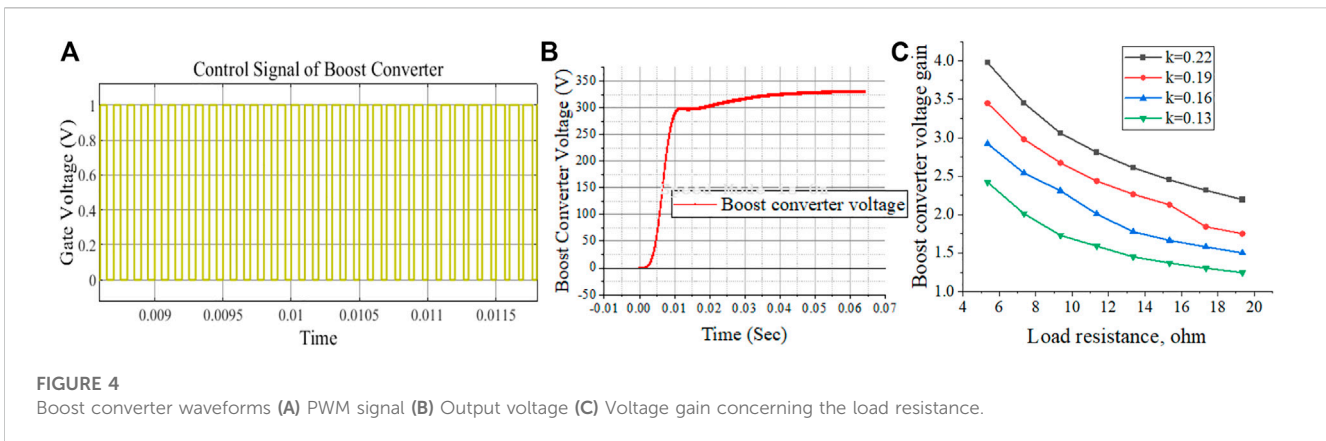 A
Control Signal of Boost Converter
Gate Voltage (V)
1
0.8
0.6
0.4
0.2
0
0.009
0.0095
0.01
0.0105
0.011
0.0115
Time
B
Boost Converter Voltage (V)
350
300
250
200
150
100
50
0
-50
Boost converter voltage
-0.01 0.00 0.01 0.02 0.03 0.04 0.05 0.06 0.07
Time (Sec)
C
Boost converter voltage gain
4.0
3.5
3.0
2.5
2.0
1.5
1.0
k=0.22
k=0.19
k=0.16
k=0.13
4 6 8 10 12 14 16 18 20
Load resistance, ohm
FIGURE 4
Boost converter waveforms (A) PWM signal (B) Output voltage (C) Voltage gain concerning the load resistance.